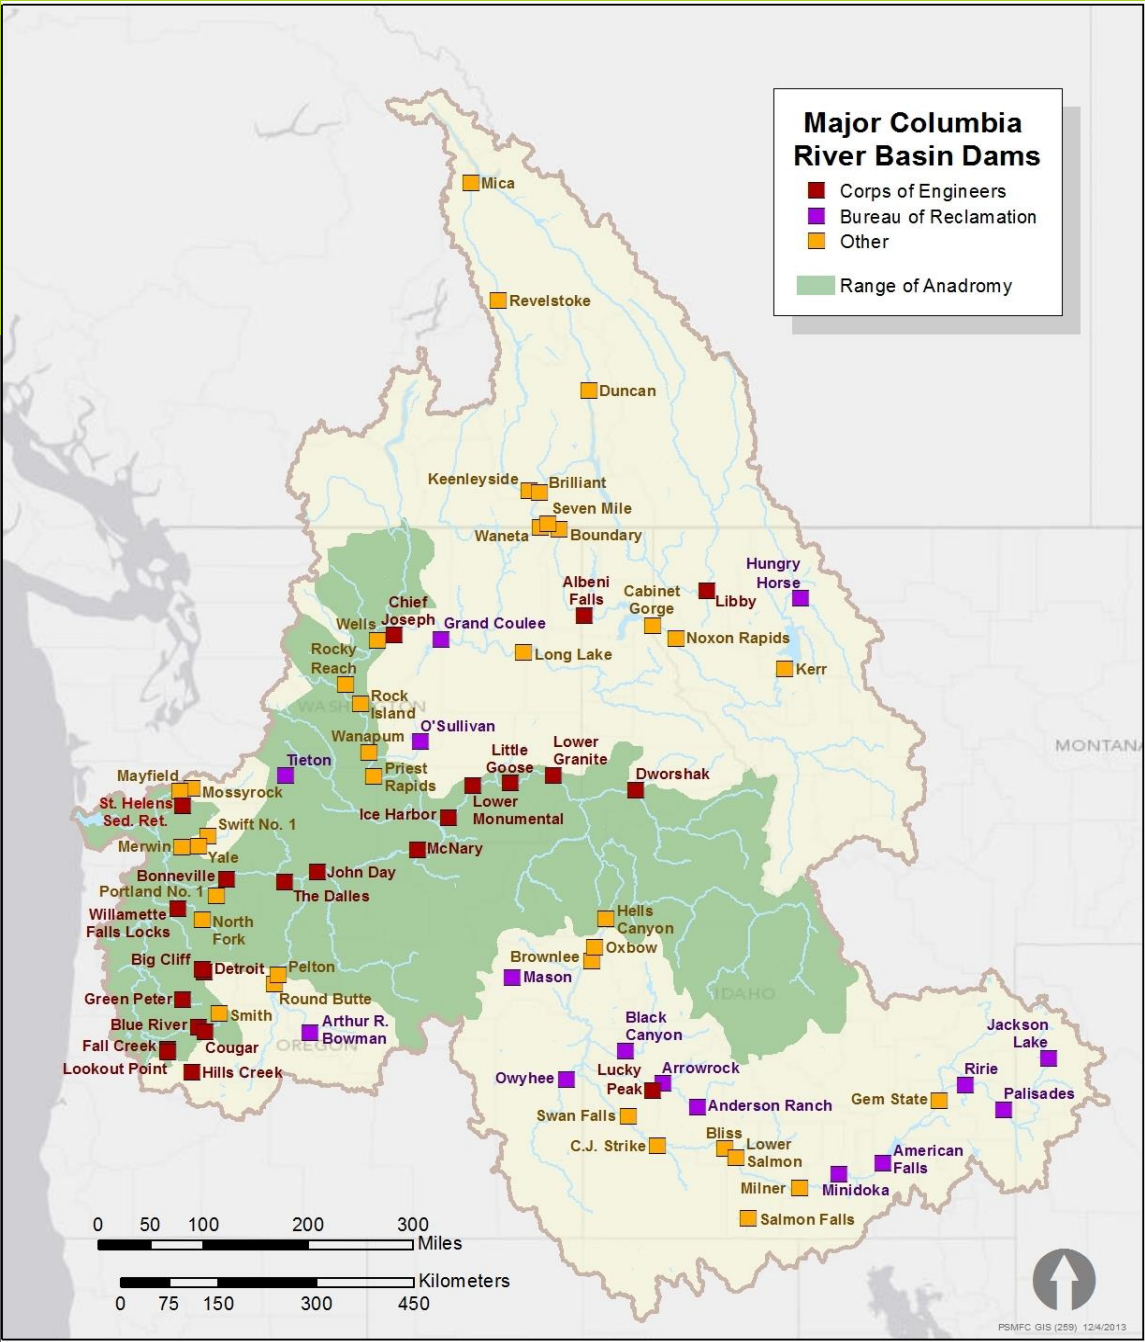 Major Columbia
River Basin Dams
Corps of Engineers
Bureau of Reclamation
Other
Range of Anadromy
Mica
Revelstoke
Duncan
Keenleyside
Brilliant
Seven Mile
Waneta
Boundary
Hungry
Horse
Albeni
Falls
Cabinet
Gorge
Libby
Chief
Joseph
Wells
Grand Coulee
Noxon Rapids
Rocky
Reach
Long Lake
Kerr
Rock
Island
WASHINGTON
O'Sullivan
Wanapum
MONTANA
Tieton
Little
Goose
Lower
Granite
Priest
Rapids
Dworshak
Mayfield
Mossyrock
St. Helens
Sed. Ret.
Lower
Monumental
Ice Harbor
Swift No. 1
Merwin
Yale
McNary
Bonneville
John Day
Portland No. 1
The Dalles
Willamette
Falls Locks
North
Fork
Hells
Canyon
Oxbow
Brownlee
Big Cliff
Detroit
Pelton
Mason
Green Peter
Round Butte
IDAHO
Smith
Blue River
Arthur R.
Bowman
Black
Canyon
Jackson
Lake
Fall Creek
Cougar
OREGON
Lookout Point
Hills Creek
Lucky
Peak
Arrowrock
Ririe
Owyhee
Palisades
Gem State
Anderson Ranch
Swan Falls
C.J. Strike
Bliss
Lower
Salmon
American
Falls
Milner
Minidoka
Salmon Falls
0 50 100 200 300
Miles
Kilometers
0 75 150 300 450
PSMFC GIS (259) 12/4/2013